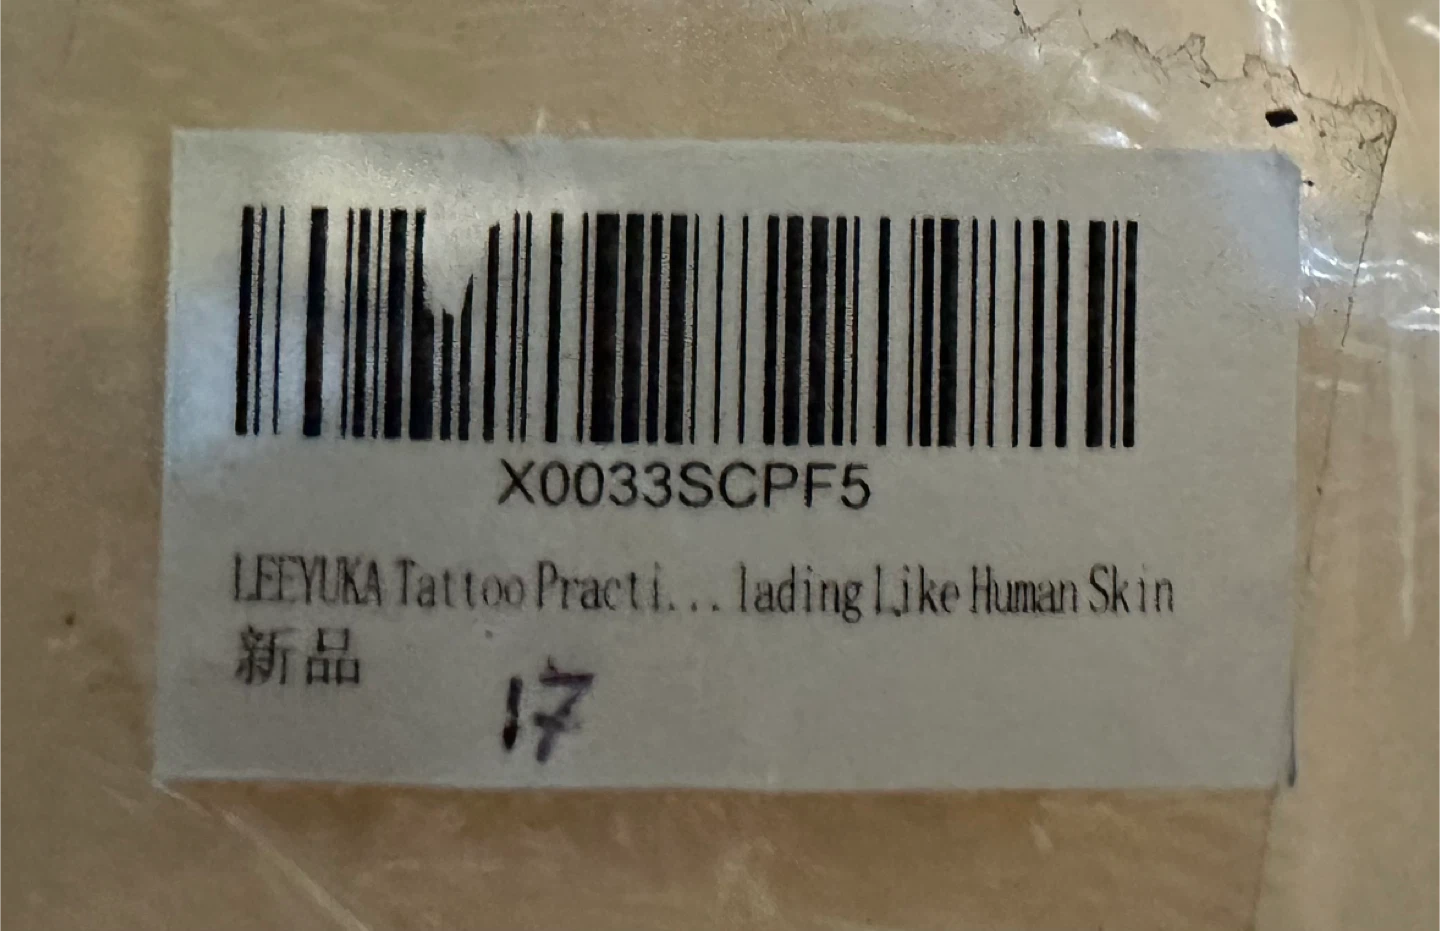 X0033SCPF5
LEEYUKA Tattoo Practi... lading Like Human Skin
新品
17